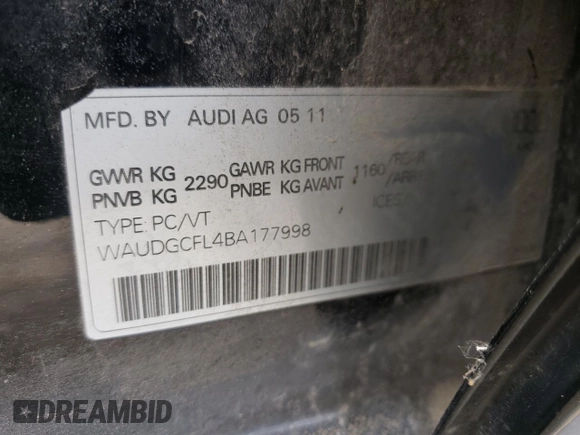 MFD. BY AUDI AG 05 11
GVWR KG 2290 GAWR KG FRONT 1160
PNVB KG PNBE KG AVANT
TYPE: PC/VT
WAUDGCFL4BA177998
DREAMBID